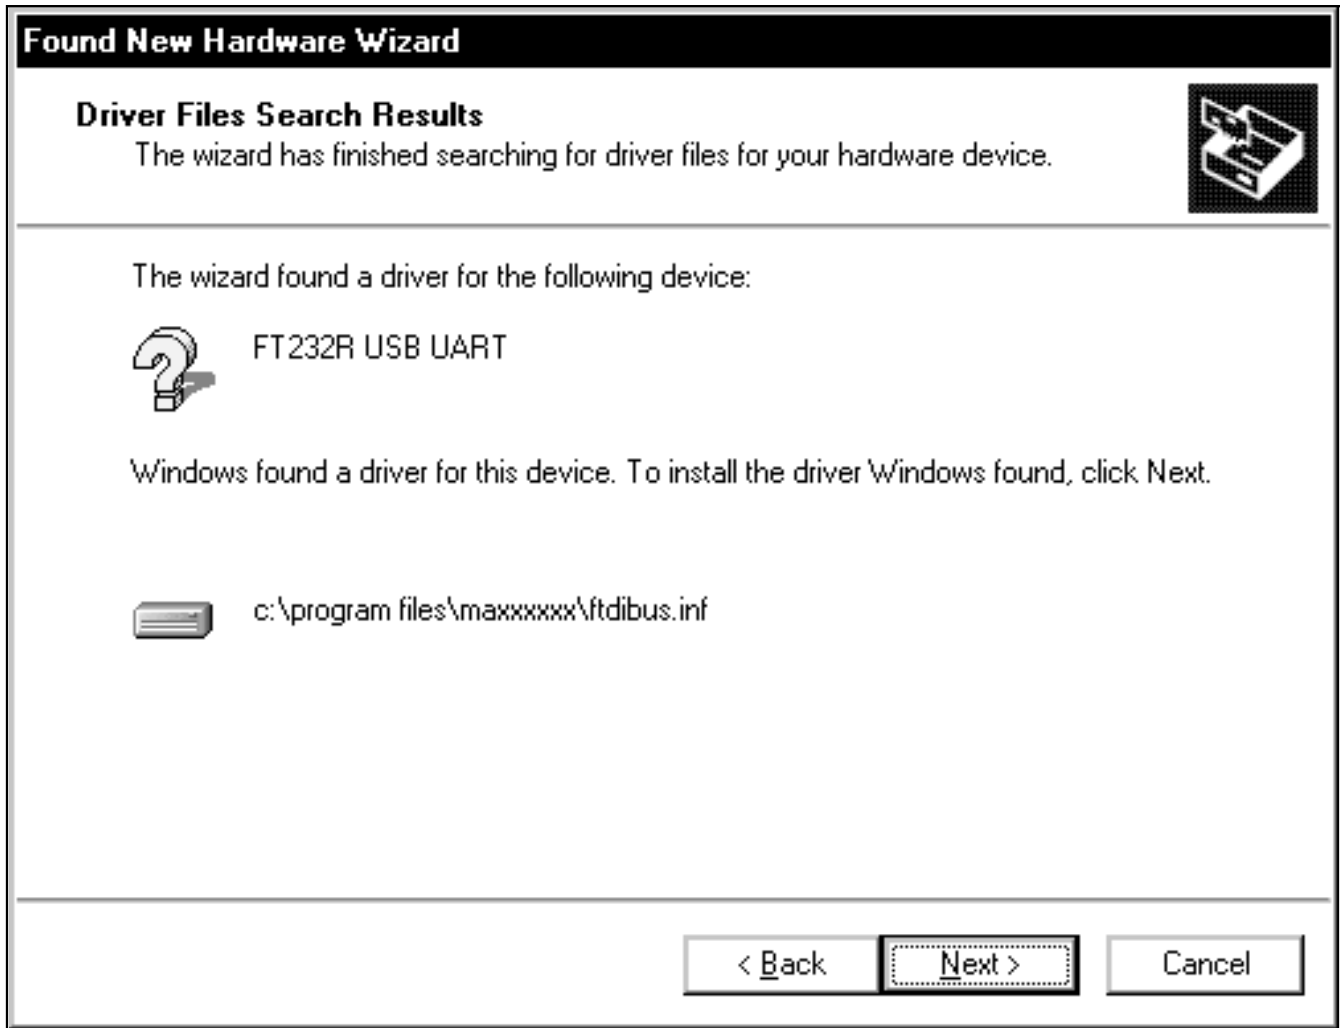 Found New Hardware Wizard
Driver Files Search Results
The wizard has finished searching for driver files for your hardware device.
The wizard found a driver for the following device:
FT232R USB UART
Windows found a driver for this device. To install the driver Windows found, click Next.
c:\program files\maxxxxxx\ftdibus.inf
< Back
Next >
Cancel